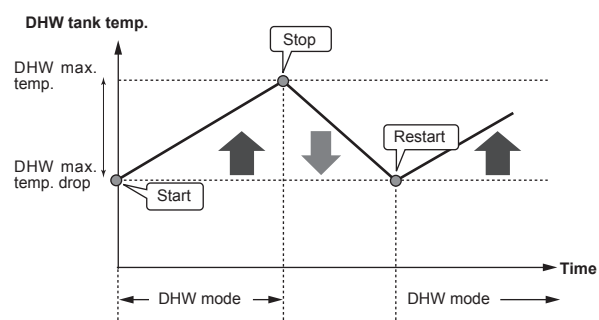 DHW tank temp.
Stop
DHW max.
temp.
Restart
DHW max.
temp. drop
Start
Time
DHW mode
DHW mode